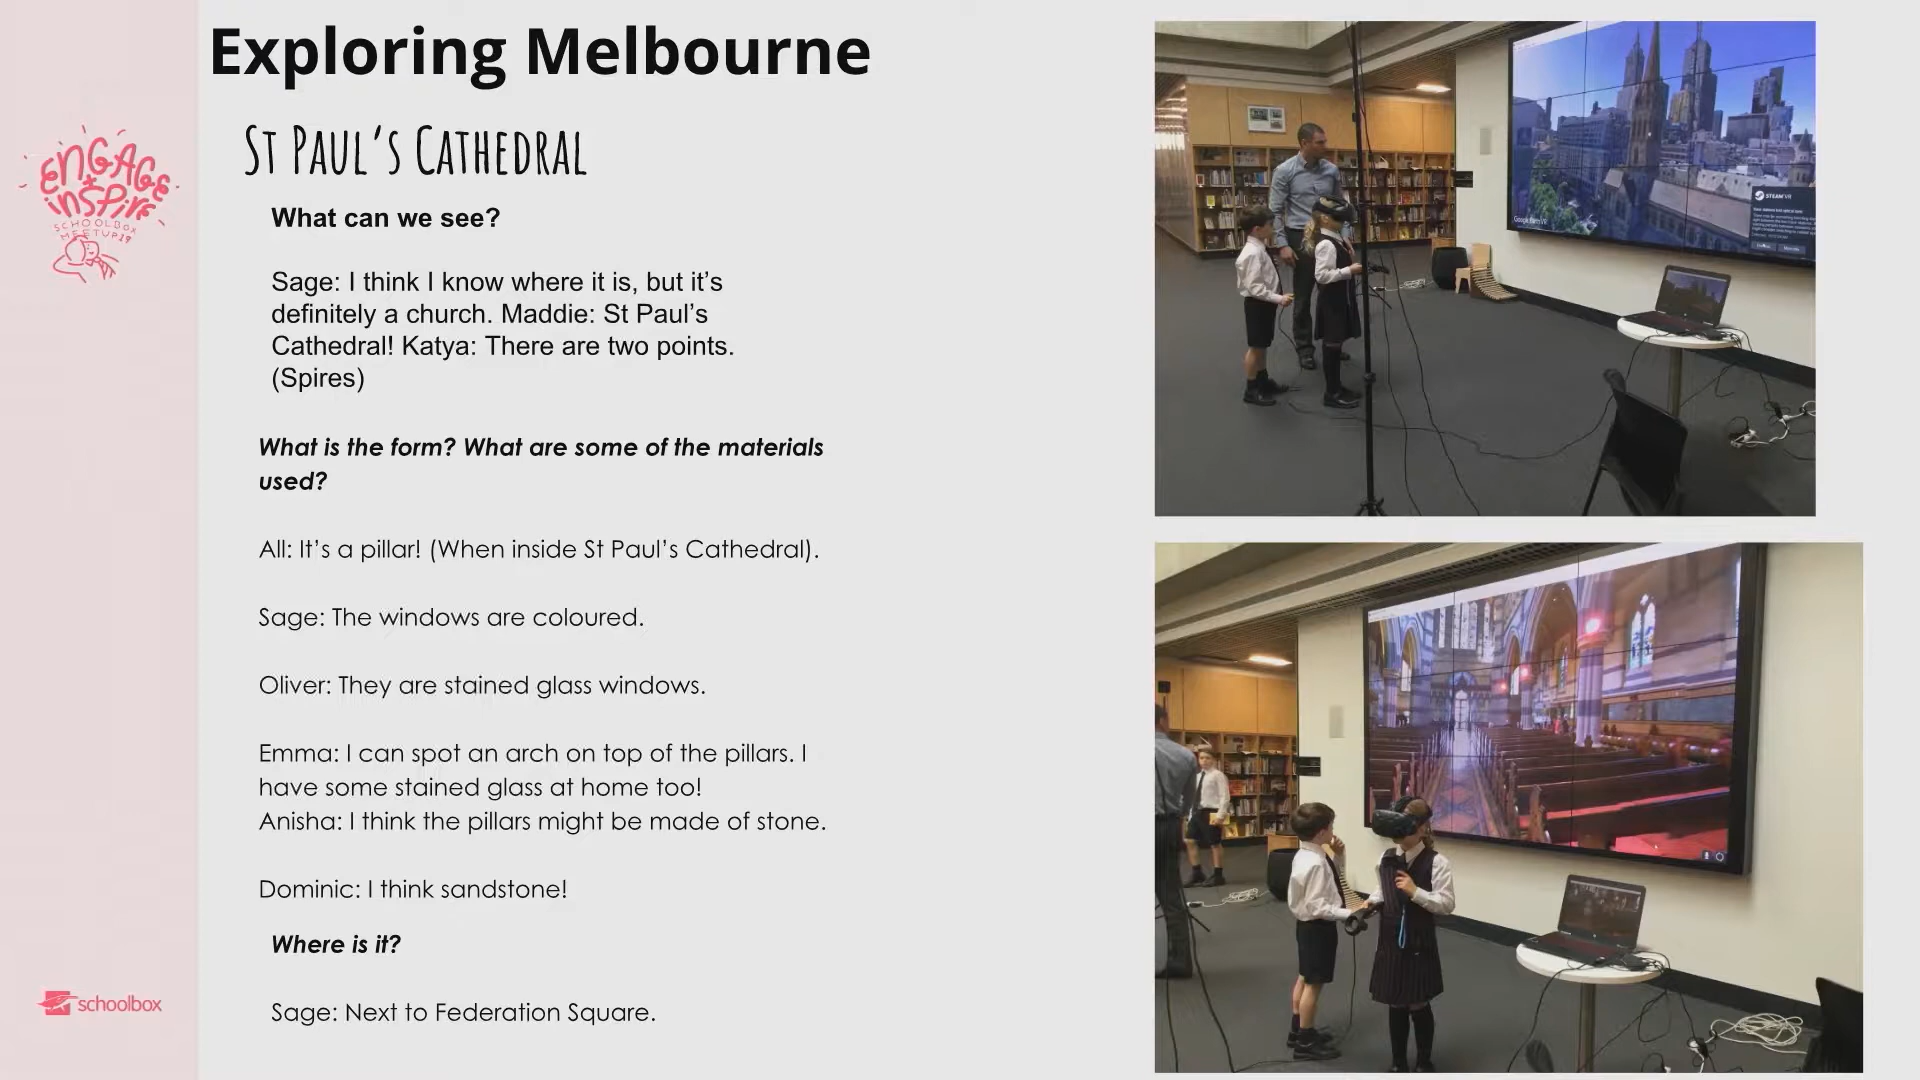 Exploring Melbourne
ENGAGE
+
INSPIRE
SCHOOLBOX
MEETUP19
St Paul's Cathedral
What can we see?
Sage: I think I know where it is, but it's
definitely a church. Maddie: St Paul's
Cathedral! Katya: There are two points.
(Spires)
What is the form? What are some of the materials
used?
All: It's a pillar! (When inside St Paul's Cathedral).
Sage: The windows are coloured.
Oliver: They are stained glass windows.
Emma: I can spot an arch on top of the pillars. I
have some stained glass at home too!
Anisha: I think the pillars might be made of stone.
Dominic: I think sandstone!
Where is it?
Sage: Next to Federation Square.
schoolbox
STEAM VR
Google Earth VR